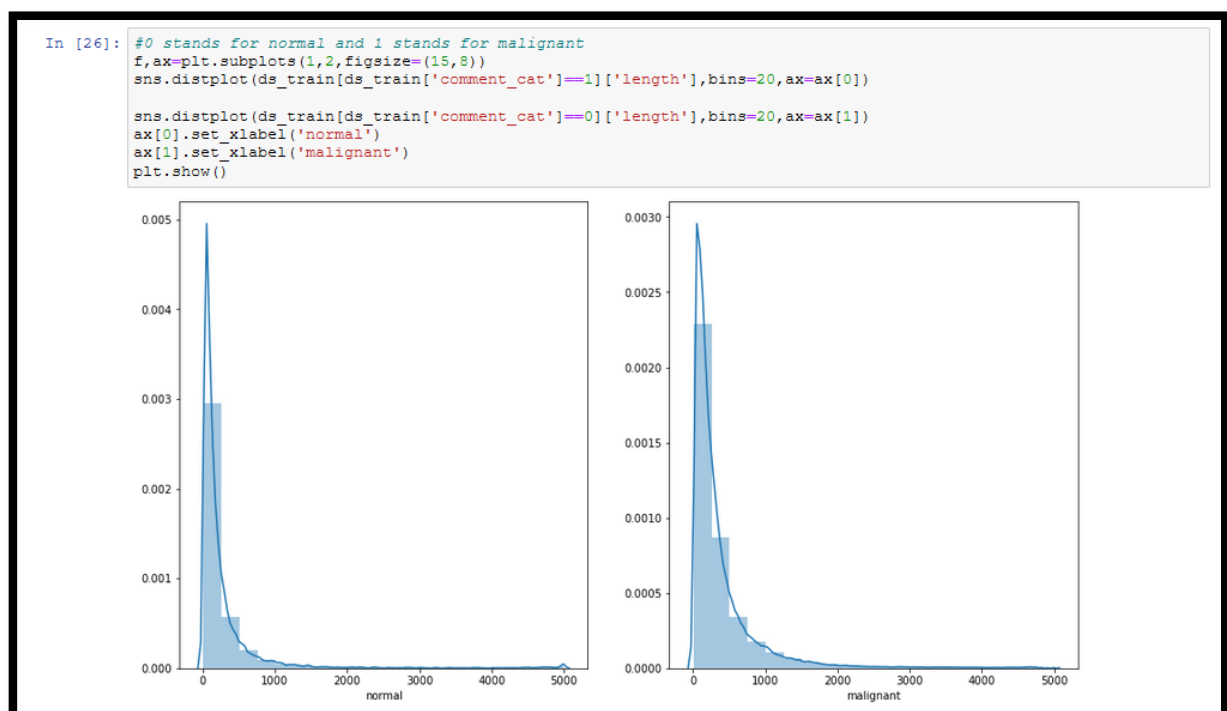 In [26]: #0 stands for normal and 1 stands for malignant
f,ax=plt.subplots(1,2,figsize=(15,8))
sns.distplot(ds_train[ds_train['comment_cat']==1]['length'],bins=20,ax=ax[0])
sns.distplot(ds_train[ds_train['comment_cat']==0]['length'],bins=20,ax=ax[1])
ax[0].set_xlabel('normal')
ax[1].set_xlabel('malignant')
plt.show()
0.005
0.004
0.003
0.002
0.001
0.000
0 1000 2000 3000 4000 5000
normal
0.0030
0.0025
0.0020
0.0015
0.0010
0.0005
0.0000
0 1000 2000 3000 4000 5000
malignant